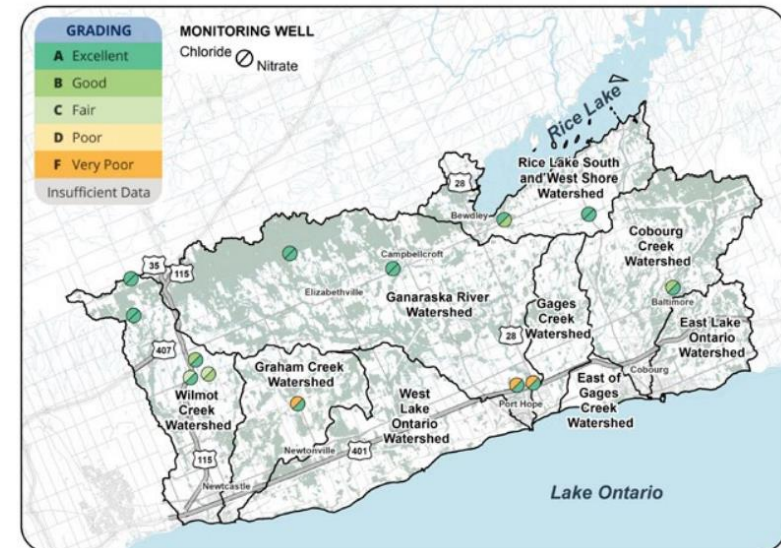 GRADING
A Excellent
B Good
C Fair
D Poor
F Very Poor
Insufficient Data
MONITORING WELL
Chloride
Nitrate
Rice Lake
Rice Lake South
and West Shore
Watershed
28
Bewdley
Cobourg
Creek
Watershed
35
115
Campbellcroft
Elizabethville
Ganaraska River
Watershed
Gages
Creek
Watershed
Baltimore
East Lake
Ontario
Watershed
407
28
Graham Creek
Watershed
Wilmot
Creek
Watershed
West
Lake
Ontario
Watershed
Cobourg
East of
Gages
Creek
Watershed
Port Hope
Newtonville
401
115
Newcastle
Lake Ontario